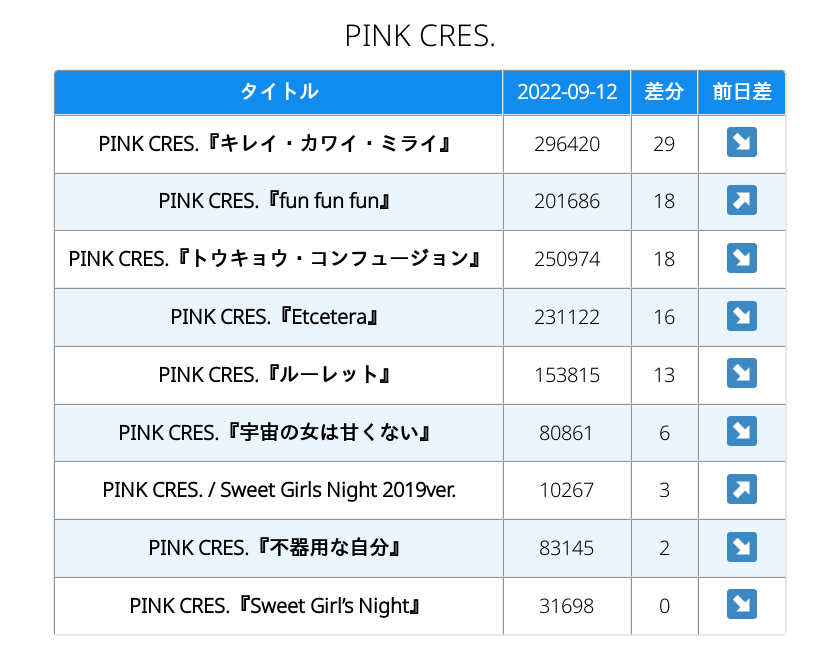 PINK CRES.
タイトル 2022-09-12 差分 前日差
PINK CRES.『キレイ・カワイ・ミライ』 296420 29 ↘
PINK CRES.『fun fun fun』 201686 18 ↗
PINK CRES.『トウキョウ・コンフュージョン』 250974 18 ↘
PINK CRES.『Etcetera』 231122 16 ↘
PINK CRES.『ルーレット』 153815 13 ↘
PINK CRES.『宇宙の女は甘くない』 80861 6 ↘
PINK CRES. / Sweet Girls Night 2019ver. 10267 3 ↗
PINK CRES.『不器用な自分』 83145 2 ↘
PINK CRES.『Sweet Girl’s Night』 31698 0 ↘